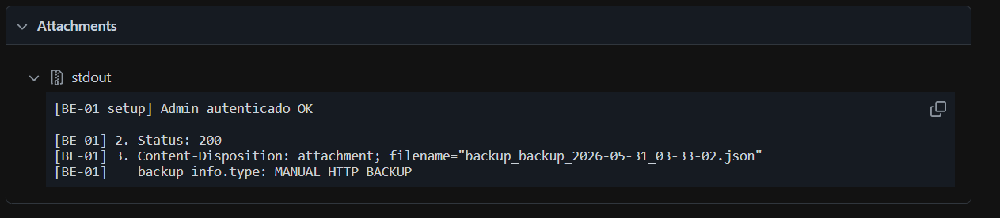 Attachments
stdout
[BE-01 setup] Admin autenticado OK
[BE-01] 2. Status: 200
[BE-01] 3. Content-Disposition: attachment; filename="backup_backup_2026-05-31_03-33-02.json"
[BE-01]    backup_info.type: MANUAL_HTTP_BACKUP